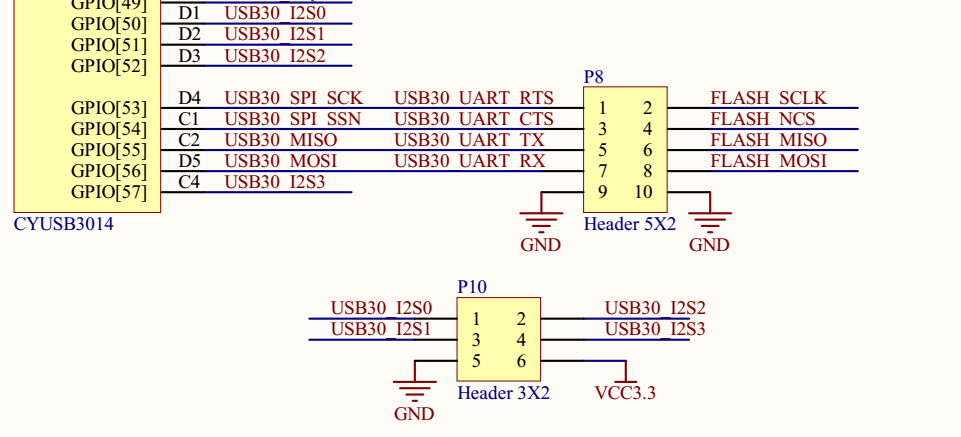 GPIO[49]
GPIO[50] D1 USB30_I2S0
GPIO[51] D2 USB30_I2S1
GPIO[52] D3 USB30_I2S2
P8
GPIO[53] D4 USB30_SPI_SCK USB30_UART_RTS 1 2 FLASH_SCLK
GPIO[54] C1 USB30_SPI_SSN USB30_UART_CTS 3 4 FLASH_NCS
GPIO[55] C2 USB30_MISO USB30_UART_TX 5 6 FLASH_MISO
GPIO[56] D5 USB30_MOSI USB30_UART_RX 7 8 FLASH_MOSI
GPIO[57] C4 USB30_I2S3 9 10
CYUSB3014 Header 5X2
GND GND
P10
USB30_I2S0 1 2 USB30_I2S2
USB30_I2S1 3 4 USB30_I2S3
5 6
Header 3X2 VCC3.3
GND